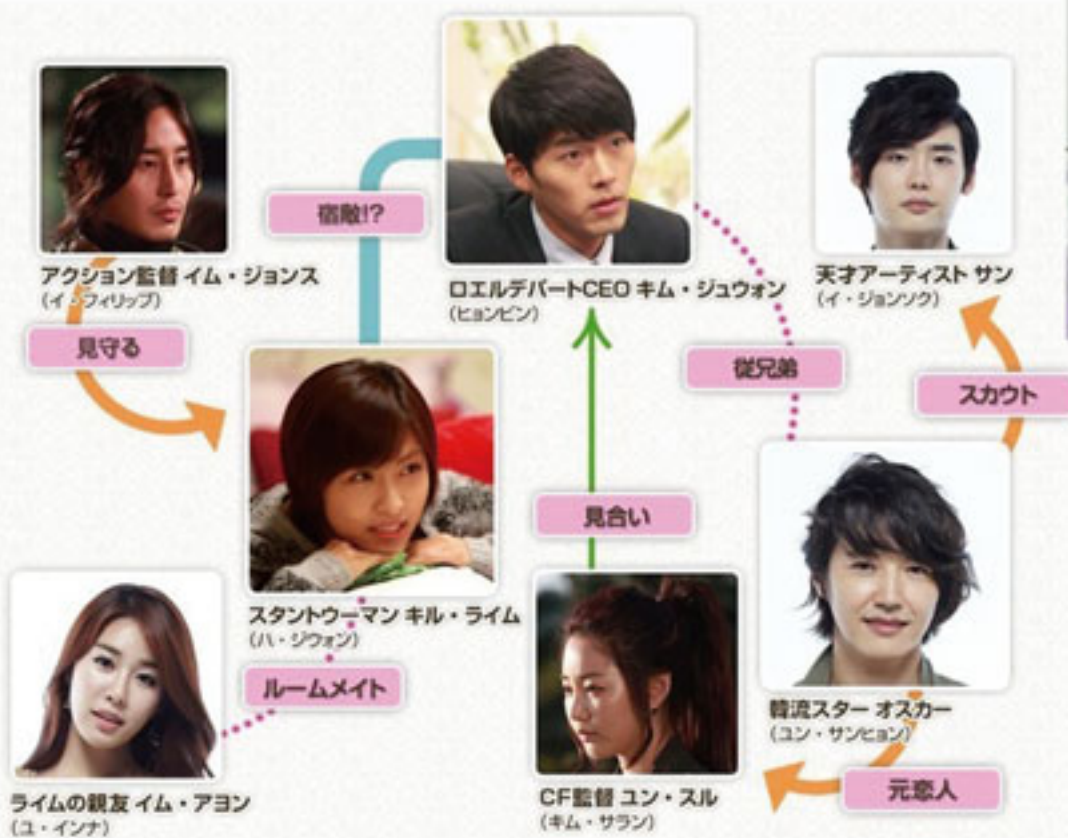 宿敵!?
アクション監督 イム・ジョンス
(イ・フィリップ)
ロエルデパートCEO キム・ジュウォン
(ヒョンビン)
天才アーティスト サン
(イ・ジョンソク)
見守る
従兄弟
スカウト
見合い
スタントウーマン キル・ライム
(ハ・ジウォン)
ルームメイト
韓流スター オスカー
(ユン・サンヒョン)
元恋人
ライムの親友 イム・アヨン
(ユ・インナ)
CF監督 ユン・スル
(キム・サラン)